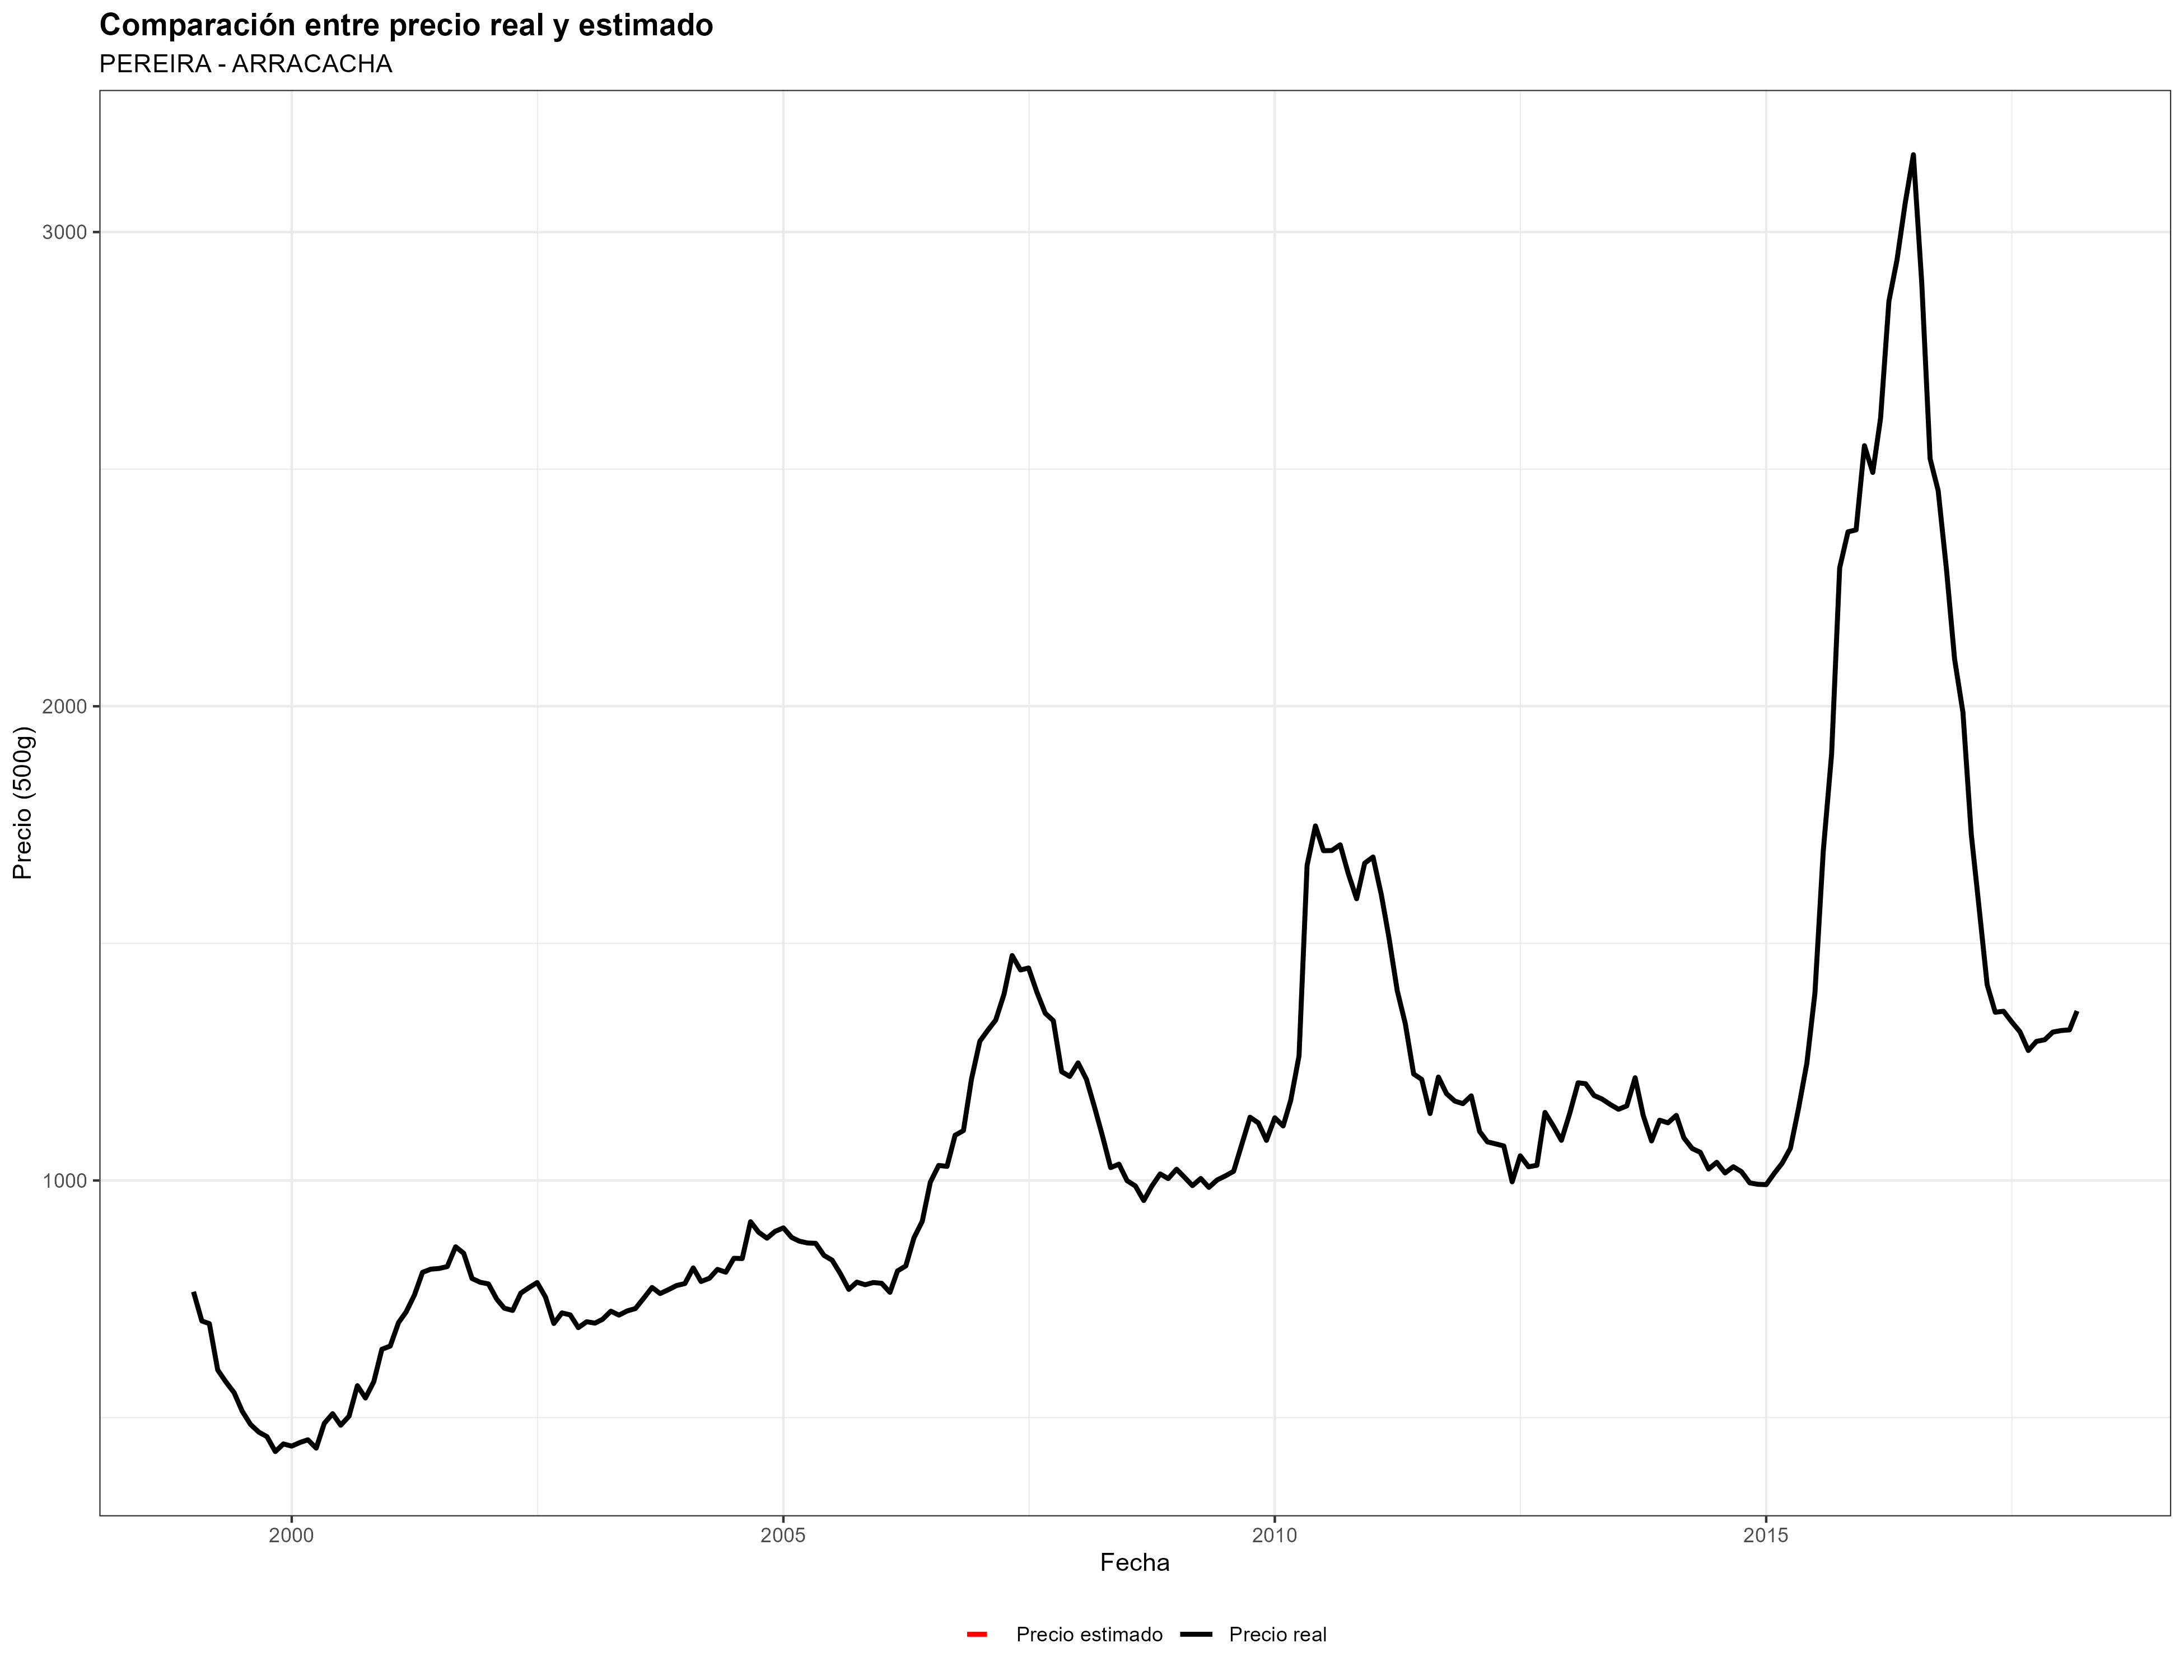 Comparación entre precio real y estimado
PEREIRA - ARRACACHA
Precio (500g)
3000
2000
1000
2000
2005
2010
2015
Fecha
Precio estimado
Precio real